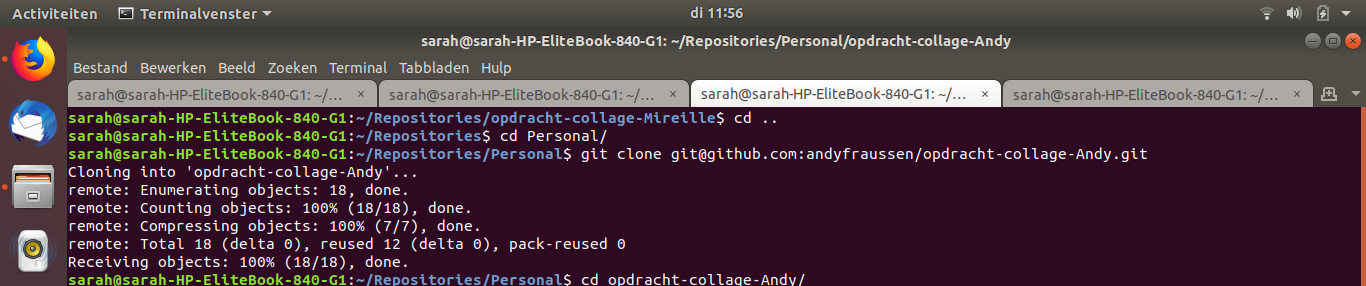 Activiteiten Terminalvenster di 11:56
sarah@sarah-HP-EliteBook-840-G1: ~/Repositories/Personal/opdracht-collage-Andy
Bestand Bewerken Beeld Zoeken Terminal Tabbladen Hulp
sarah@sarah-HP-EliteBook-840-G1: ~/... × sarah@sarah-HP-EliteBook-840-G1: ~/... × sarah@sarah-HP-EliteBook-840-G1: ~/... × sarah@sarah-HP-EliteBook-840-G1: ~/... ×
sarah@sarah-HP-EliteBook-840-G1:~/Repositories/opdracht-collage-Mireille$ cd ..
sarah@sarah-HP-EliteBook-840-G1:~/Repositories$ cd Personal/
sarah@sarah-HP-EliteBook-840-G1:~/Repositories/Personal$ git clone git@github.com:andyfraussen/opdracht-collage-Andy.git
Cloning into 'opdracht-collage-Andy'...
remote: Enumerating objects: 18, done.
remote: Counting objects: 100% (18/18), done.
remote: Compressing objects: 100% (7/7), done.
remote: Total 18 (delta 0), reused 12 (delta 0), pack-reused 0
Receiving objects: 100% (18/18), done.
sarah@sarah-HP-EliteBook-840-G1:~/Repositories/Personal$ cd opdracht-collage-Andy/